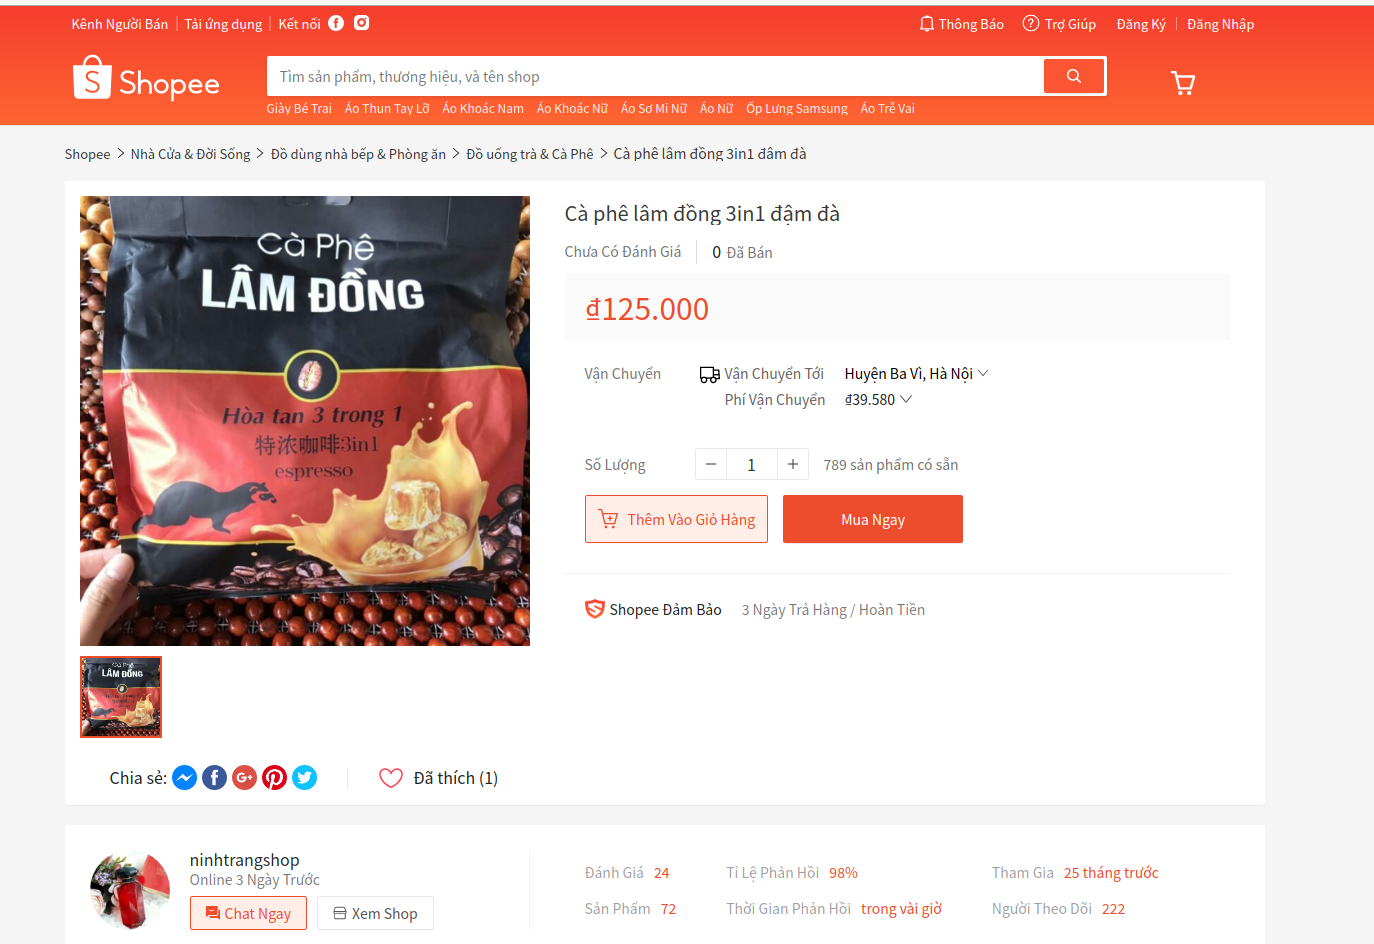 Kênh Người Bán Tải ứng dụng Kết nối
Thông Báo Trợ Giúp Đăng Ký Đăng Nhập
Shopee
Tìm sản phẩm, thương hiệu, và tên shop
Giày Bé Trai Áo Thun Tay Lỡ Áo Khoác Nam Áo Khoác Nữ Áo Sơ Mi Nữ Áo Nữ Ốp Lưng Samsung Áo Trễ Vai
Shopee > Nhà Cửa & Đời Sống > Đồ dùng nhà bếp & Phòng ăn > Đồ uống trà & Cà Phê > Cà phê lâm đồng 3in1 đâm đà
Cà Phê
LÂM ĐỒNG
Hòa tan 3 trong 1
特浓咖啡3in1
espresso
Cà Phê
LÂM ĐỒNG
Chia sẻ:
Đã thích (1)
Cà phê lâm đồng 3in1 đậm đà
Chưa Có Đánh Giá 0 Đã Bán
₫125.000
Vận Chuyển Vận Chuyển Tới Huyện Ba Vì, Hà Nội
Phí Vận Chuyển ₫39.580
Số Lượng − 1 + 789 sản phẩm có sẵn
Thêm Vào Giỏ Hàng Mua Ngay
Shopee Đảm Bảo 3 Ngày Trả Hàng / Hoàn Tiền
ninhtrangshop
Online 3 Ngày Trước
Chat Ngay Xem Shop
Đánh Giá 24 Tỉ Lệ Phản Hồi 98% Tham Gia 25 tháng trước
Sản Phẩm 72 Thời Gian Phản Hồi trong vài giờ Người Theo Dõi 222